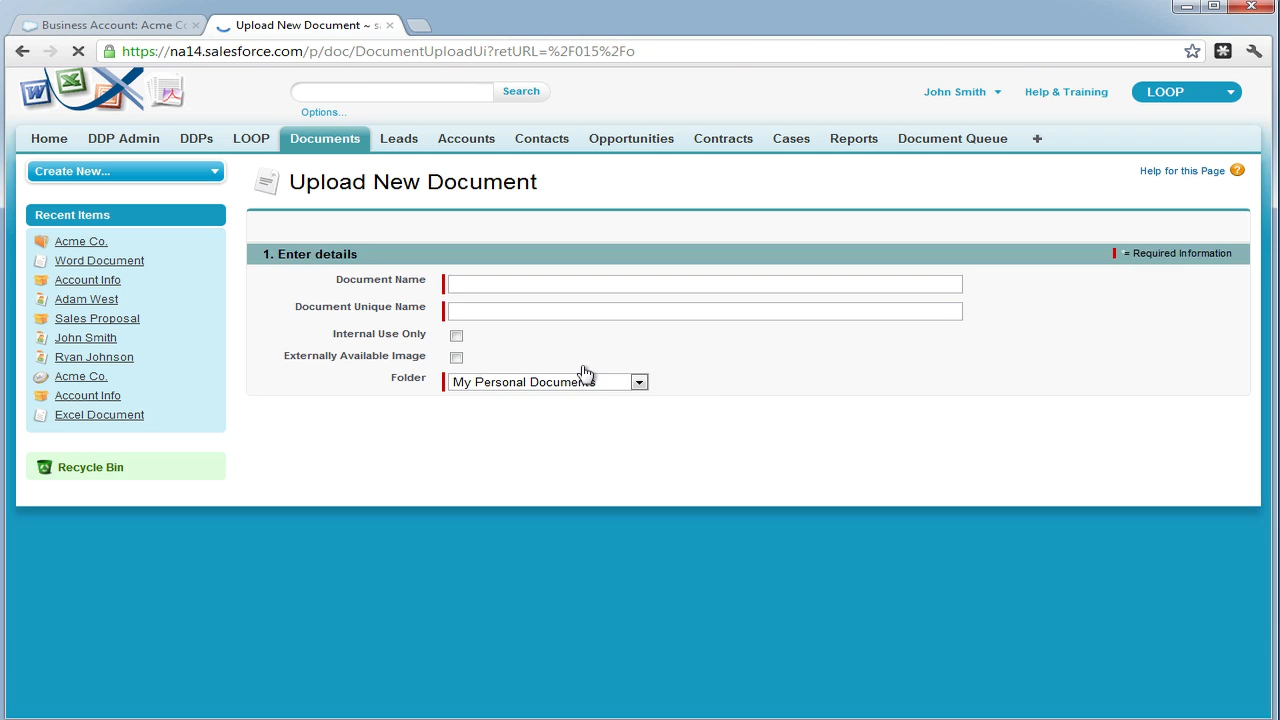 Business Account: Acme Co
Upload New Document ~ s
https://na14.salesforce.com/p/doc/DocumentUploadUi?retURL=%2F015%2Fo
Search
Options...
John Smith
Help & Training
LOOP
Home DDP Admin DDPs LOOP Documents Leads Accounts Contacts Opportunities Contracts Cases Reports Document Queue +
Create New...
Recent Items
Acme Co.
Word Document
Account Info
Adam West
Sales Proposal
John Smith
Ryan Johnson
Acme Co.
Account Info
Excel Document
Recycle Bin
Upload New Document
Help for this Page ?
1. Enter details
= Required Information
Document Name
Document Unique Name
Internal Use Only
Externally Available Image
Folder
My Personal Documents